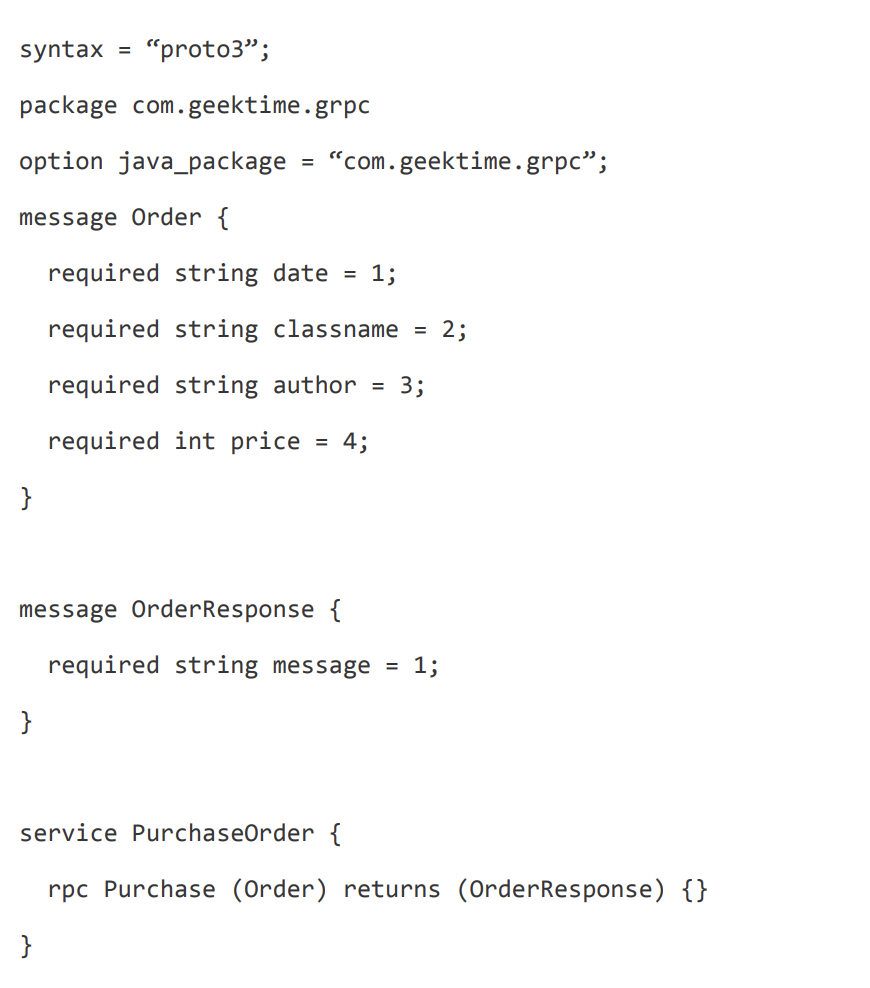 syntax = “proto3”;
package com.geektime.grpc
option java_package = “com.geektime.grpc”;
message Order {
  required string date = 1;
  required string classname = 2;
  required string author = 3;
  required int price = 4;
}
message OrderResponse {
  required string message = 1;
}
service PurchaseOrder {
  rpc Purchase (Order) returns (OrderResponse) {}
}